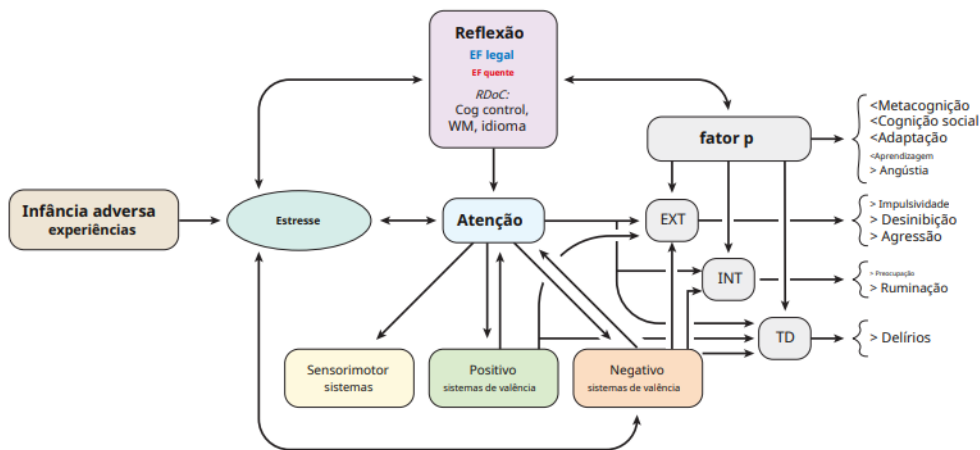 Reflexão
EF legal
EF quente
RDoC:
Cog control,
WM, idioma
fator p
<Metacognição
<Cognição social
<Adaptação
<Aprendizagem
> Angústia
Infância adversa
experiências
Estresse
Atenção
EXT
> Impulsividade
> Desinibição
> Agressão
INT
> Preocupação
> Ruminação
TD
> Delírios
Sensorimotor
sistemas
Positivo
sistemas de valência
Negativo
sistemas de valência